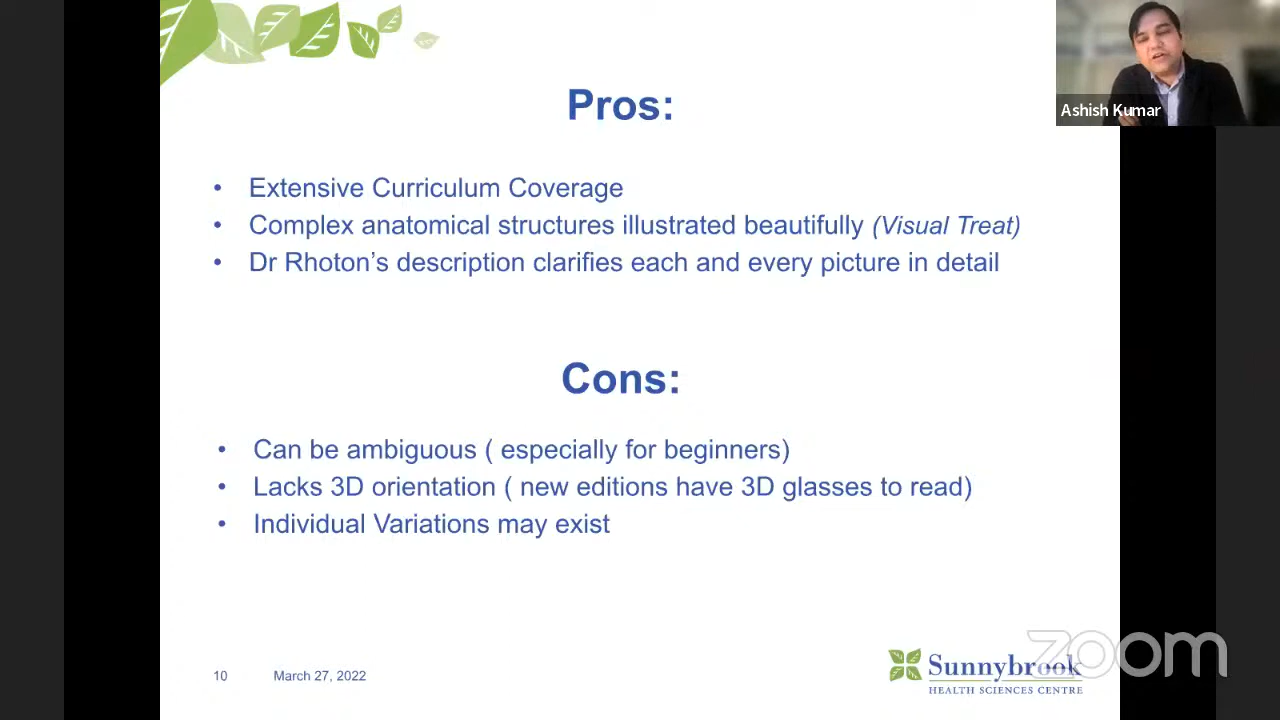 Ashish Kumar
Pros:
• Extensive Curriculum Coverage
• Complex anatomical structures illustrated beautifully (Visual Treat)
• Dr Rhoton’s description clarifies each and every picture in detail
Cons:
• Can be ambiguous ( especially for beginners)
• Lacks 3D orientation ( new editions have 3D glasses to read)
• Individual Variations may exist
10 March 27, 2022
Sunnybrook
HEALTH SCIENCES CENTRE
zoom